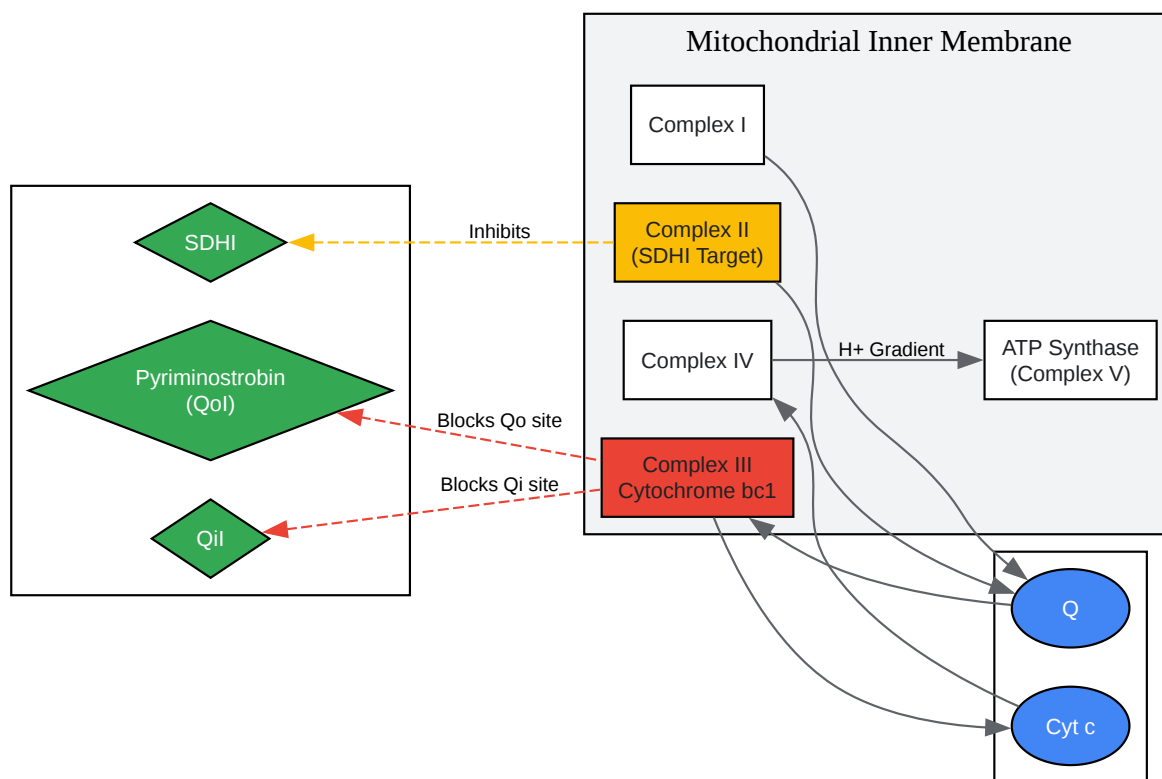 Mitochondrial Inner Membrane
Complex I
SDHI
Inhibits
Complex II
(SDHI Target)
Pyriminostrobin
(QoI)
Complex IV
H+ Gradient
ATP Synthase
(Complex V)
Blocks Qo site
Complex III
Cytochrome bc1
Blocks Qi site
QiI
Q
Cyt c